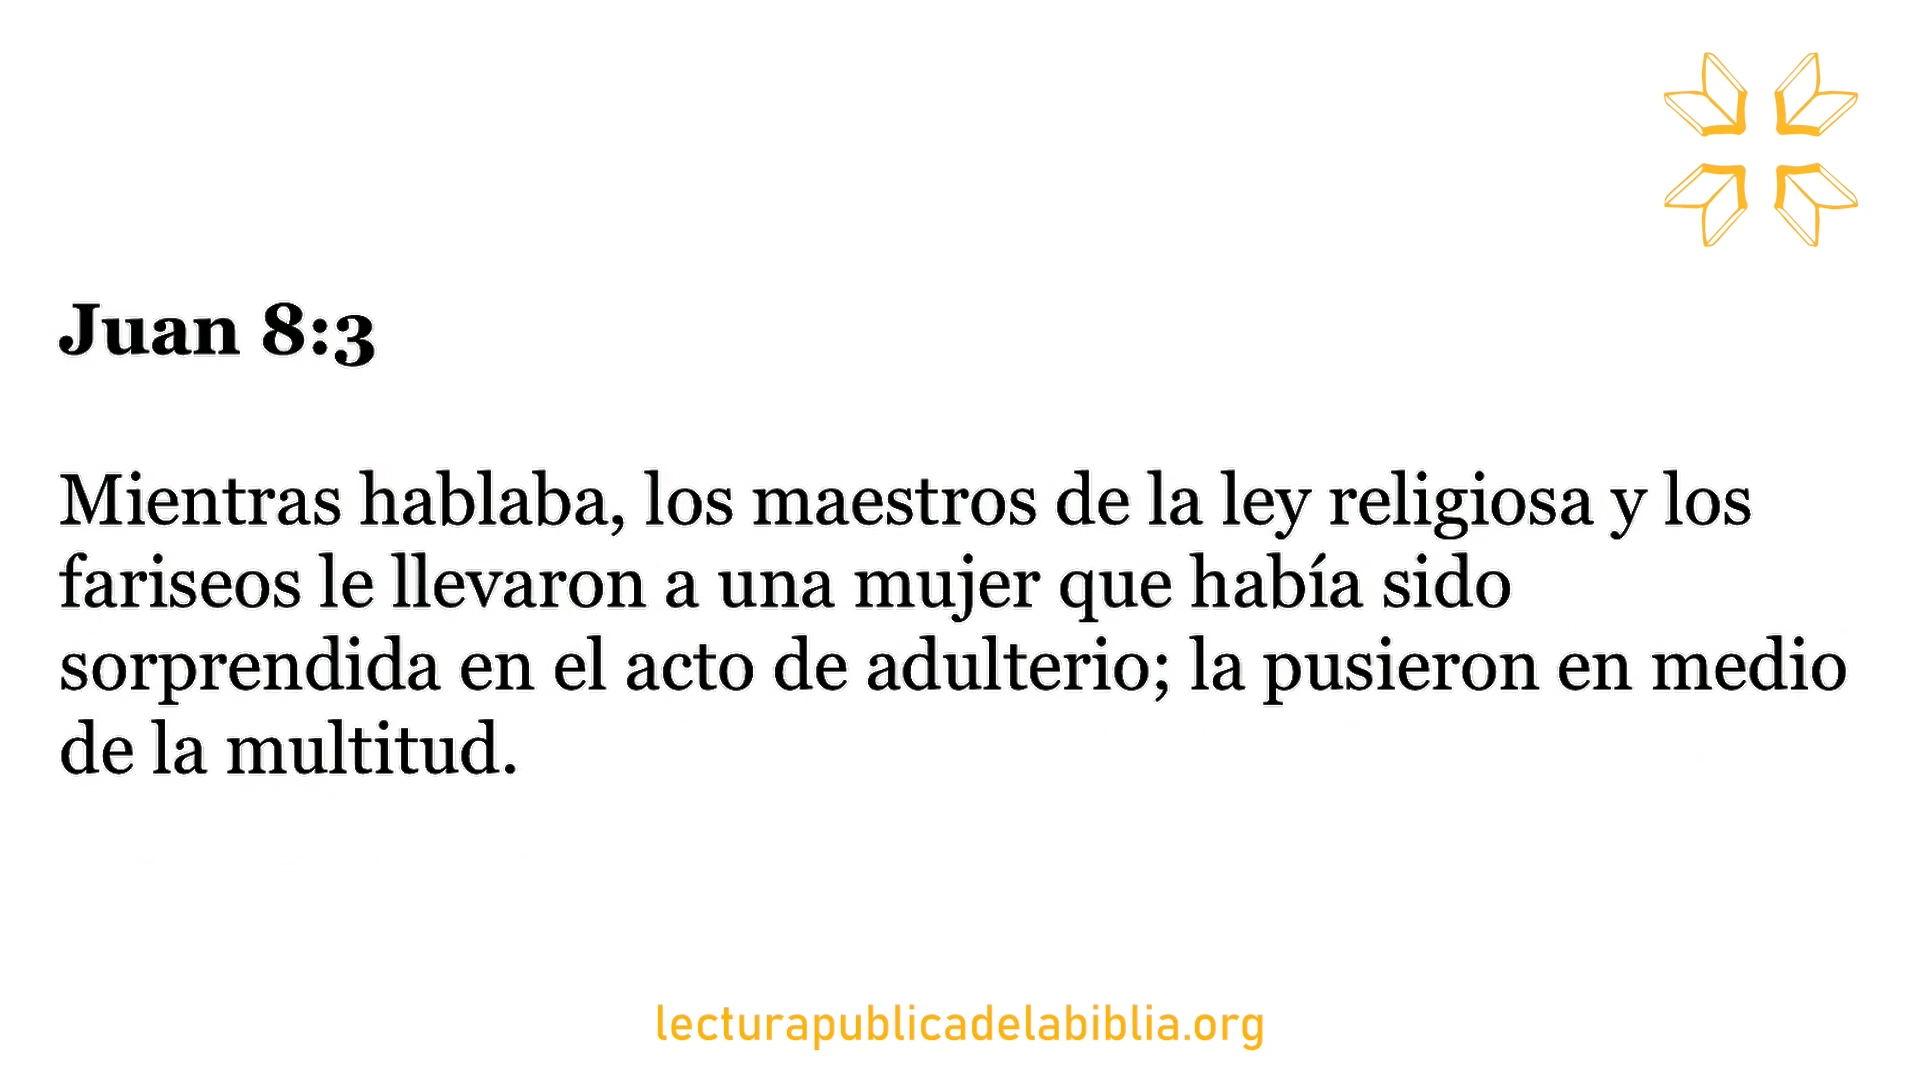 Juan 8:3
Mientras hablaba, los maestros de la ley religiosa y los
fariseos le llevaron a una mujer que había sido
sorprendida en el acto de adulterio; la pusieron en medio
de la multitud.
lecturapublicadelabiblia.org